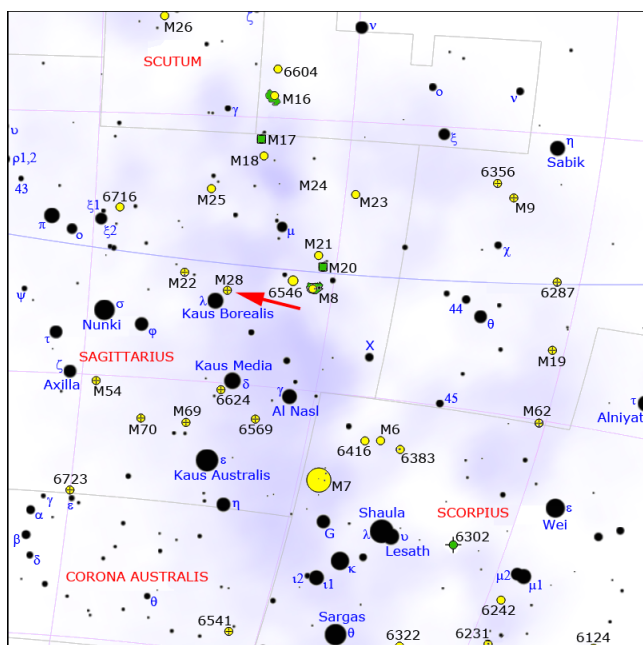 M26
ν
SCUTUM
6604
M16
ο
ν
γ
υ
M17
ξ
η
Sabik
M18
ρ1,2
43
M24
6356
M25
M23
M9
6716
ξ1
π
ο
ξ2
μ
M21
χ
M20
M22
M28
6546
M8
6287
ψ
λ
Kaus Borealis
σ
Nunki
44
θ
τ
φ
X
M19
SAGITTARIUS
ζ
Axilla
Kaus Media
δ
M54
6624
γ
Al Nasl
45
τ
Alniyat
M70
M69
6569
M62
6416
M6
6383
ε
Kaus Australis
6723
M7
γ
ε
η
α
Shaula
SCORPIUS
ε
Wei
G
λ
υ
Lesath
6302
β
δ
CORONA AUSTRALIS
κ
ι2
ι1
μ2
μ1
θ
6242
Sargas
θ
6541
6322
6231
6124